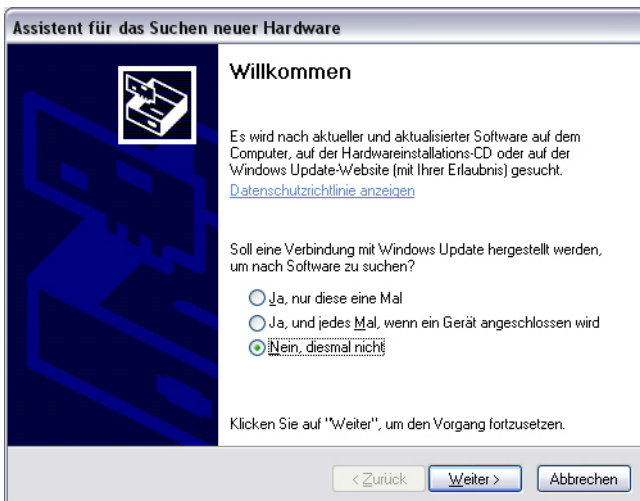 Assistent für das Suchen neuer Hardware
Willkommen
Es wird nach aktueller und aktualisierter Software auf dem
Computer, auf der Hardwareinstallations-CD oder auf der
Windows Update-Website (mit Ihrer Erlaubnis) gesucht.
Datenschutzrichtlinie anzeigen
Soll eine Verbindung mit Windows Update hergestellt werden,
um nach Software zu suchen?
Ja, nur diese eine Mal
Ja, und jedes Mal, wenn ein Gerät angeschlossen wird
Nein, diesmal nicht
Klicken Sie auf "Weiter", um den Vorgang fortzusetzen.
< Zurück Weiter > Abbrechen